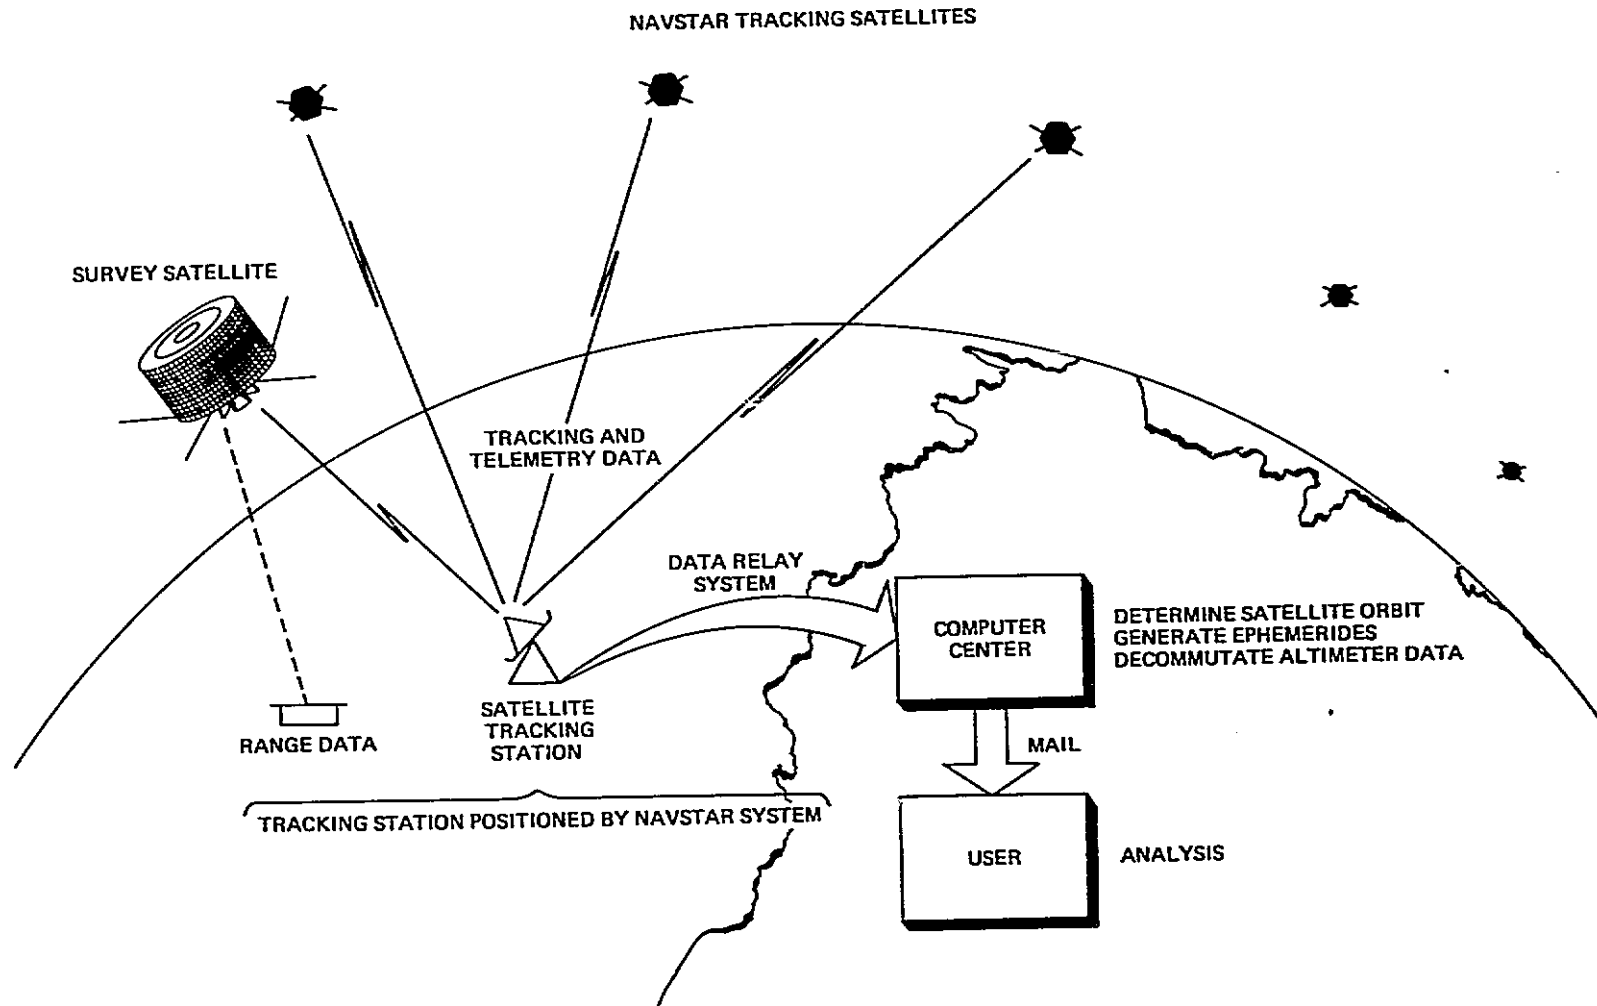 NAVSTAR TRACKING SATELLITES
SURVEY SATELLITE
TRACKING AND
TELEMETRY DATA
DATA RELAY
SYSTEM
COMPUTER
CENTER
DETERMINE SATELLITE ORBIT
GENERATE EPHEMERIDES
DECOMMUTATE ALTIMETER DATA
RANGE DATA
SATELLITE
TRACKING
STATION
MAIL
TRACKING STATION POSITIONED BY NAVSTAR SYSTEM
USER
ANALYSIS